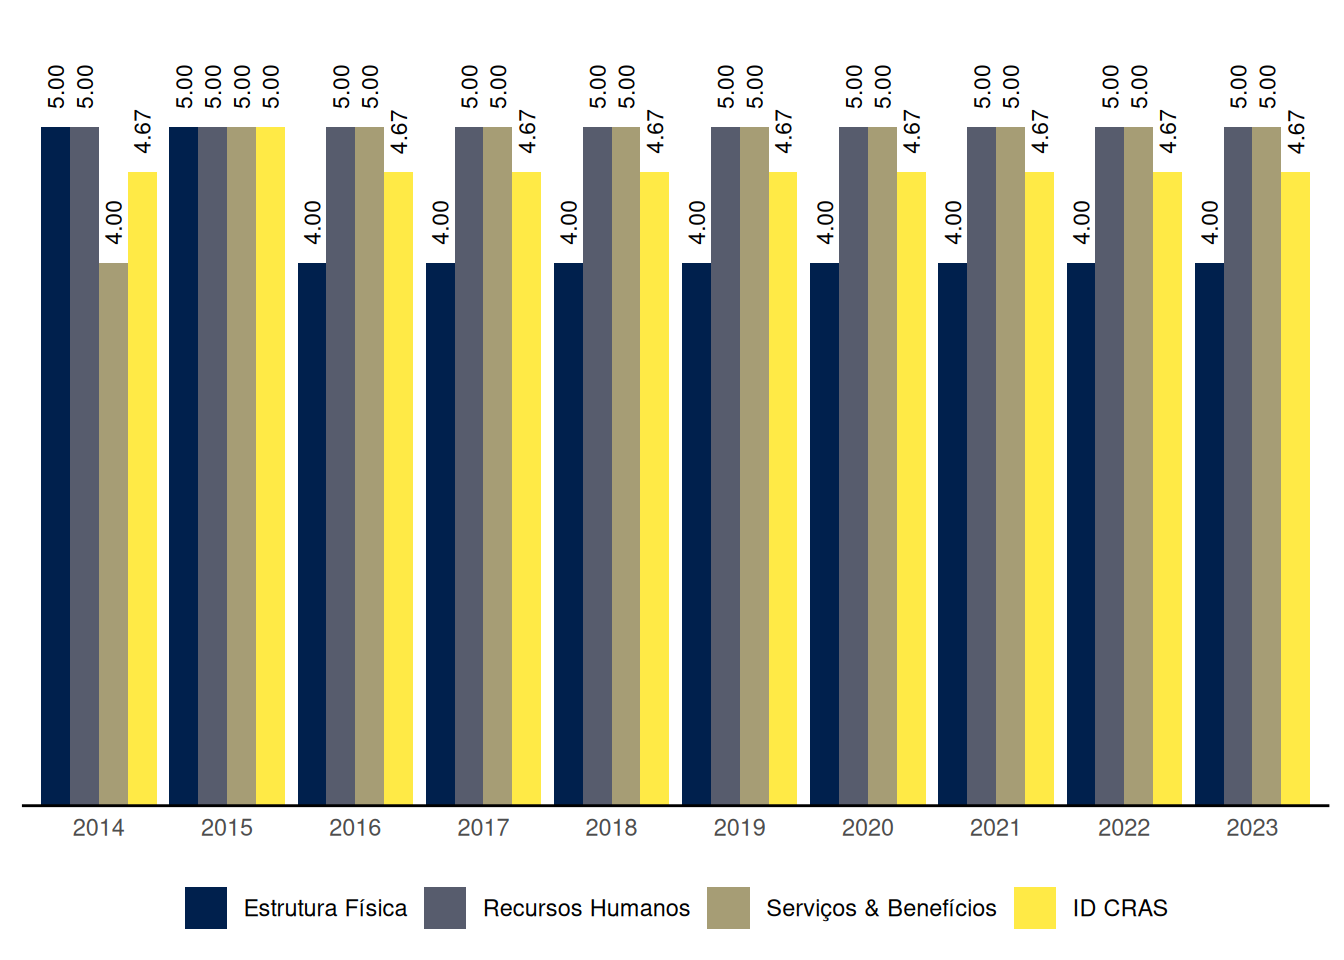 5.00 5.00 4.00 4.67 5.00 5.00 5.00 5.00 4.00 5.00 5.00 4.67 4.00 5.00 5.00 4.67 4.00 5.00 5.00 4.67 4.00 5.00 5.00 4.67 4.00 5.00 5.00 4.67 4.00 5.00 5.00 4.67 4.00 5.00 5.00 4.67 4.00 5.00 5.00 4.67
2014 2015 2016 2017 2018 2019 2020 2021 2022 2023
Estrutura Física Recursos Humanos Serviços & Benefícios ID CRAS